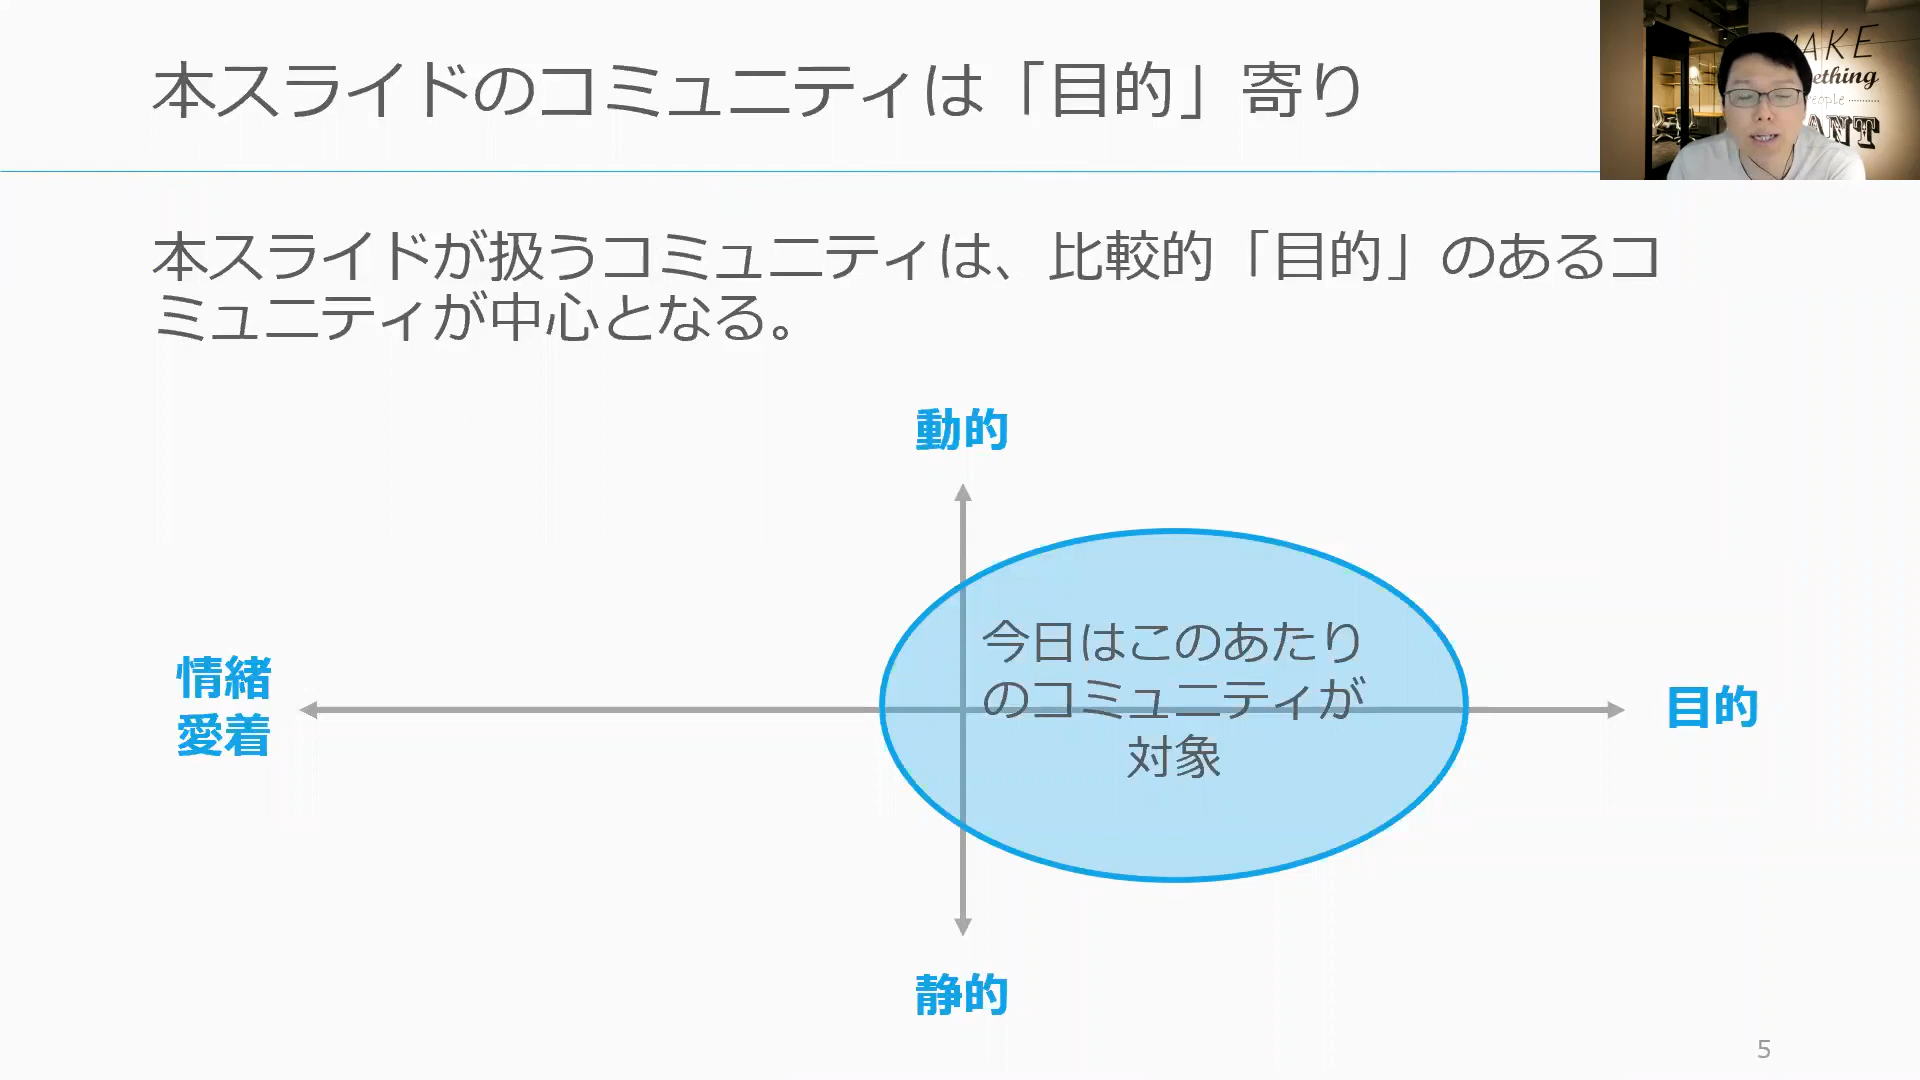 本スライドのコミュニティは「目的」寄り
MAKE
ething
people
ANT
本スライドが扱うコミュニティは、比較的「目的」のあるコ
ミュニティが中心となる。
動的
今日はこのあたり
のコミュニティが
対象
情緒
愛着
目的
静的
5